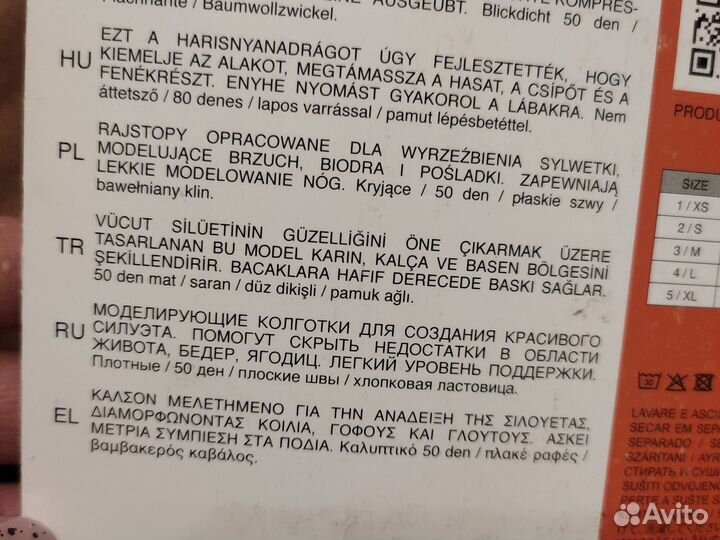 AUSGEÜBT. Blickdicht 50 den /
Flachnähte / Baumwollzwickel.
HU
EZT A HARISNYANADRÁGOT ÚGY FEJLESZTETTÉK, HOGY
KIEMELJE AZ ALAKOT, MEGTÁMASSZA A HASAT, A CSÍPŐT ÉS A
FENÉKRÉSZT. ENYHE NYOMÁST GYAKOROL A LÁBAKRA. Nem
áttetsző / 80 denes / lapos varrással / pamut lépésbetéttel.
PL
RAJSTOPY OPRACOWANE DLA WYRZEŹBIENIA SYLWETKI,
MODELUJĄCE BRZUCH, BIODRA I POŚLADKI. ZAPEWNIAJĄ
LEKKIE MODELOWANIE NÓG. Kryjące / 50 den / płaskie szwy /
bawełniany klin.
TR
VÜCUT SİLÜETİNİN GÜZELLİĞİNİ ÖNE ÇIKARMAK ÜZERE
TASARLANAN BU MODEL KARIN, KALÇA VE BASEN BÖLGESİNİ
ŞEKİLLENDİRİR. BACAKLARA HAFIF DERECEDE BASKI SAĞLAR.
50 den mat / saran / düz dikişli / pamuk ağlı.
RU
МОДЕЛИРУЮЩИЕ КОЛГОТКИ ДЛЯ СОЗДАНИЯ КРАСИВОГО
СИЛУЭТА. ПОМОГУТ СКРЫТЬ НЕДОСТАТКИ В ОБЛАСТИ
ЖИВОТА, БЕДЕР, ЯГОДИЦ. ЛЕГКИЙ УРОВЕНЬ ПОДДЕРЖКИ.
Плотные / 50 ден / плоские швы / хлопковая ластовица.
EL
ΚΑΛΣΟΝ ΜΕΛΕΤΗΜΕΝΟ ΓΙΑ ΤΗΝ ΑΝΑΔΕΙΞΗ ΤΗΣ ΣΙΛΟΥΕΤΑΣ,
ΔΙΑΜΟΡΦΩΝΟΝΤΑΣ ΚΟΙΛΙΑ, ΓΟΦΟΥΣ ΚΑΙ ΓΛΟΥΤΟΥΣ. ΑΣΚΕΙ
ΜΕΤΡΙΑ ΣΥΜΠΙΕΣΗ ΣΤΑ ΠΟΔΙΑ. Καλυπτικό 50 den / πλακέ ραφές /
βαμβακερός καβάλος.
PRODU
SIZE
1 / XS
2 / S
3 / M
4 / L
5 / XL
30
LAVARE E ASCIU
SECAR EM SEP
SEPARADO / SZ
SZÁRÍTANI / AYR
СТИРАТЬ И СУШ
SUŠITI ODVOJENO
PERTE A SUŠTE S
Avito